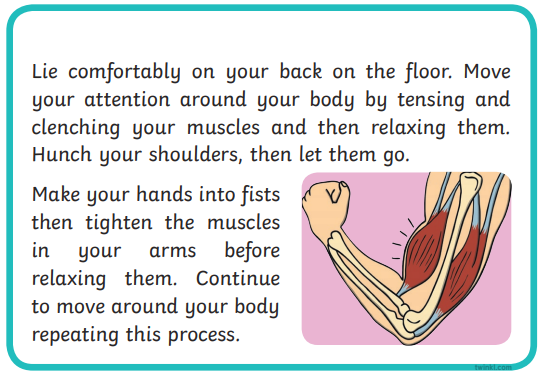 Lie comfortably on your back on the floor. Move
your attention around your body by tensing and
clenching your muscles and then relaxing them.
Hunch your shoulders, then let them go.
Make your hands into fists
then tighten the muscles
in your arms before
relaxing them. Continue
to move around your body
repeating this process.
twinkl.com